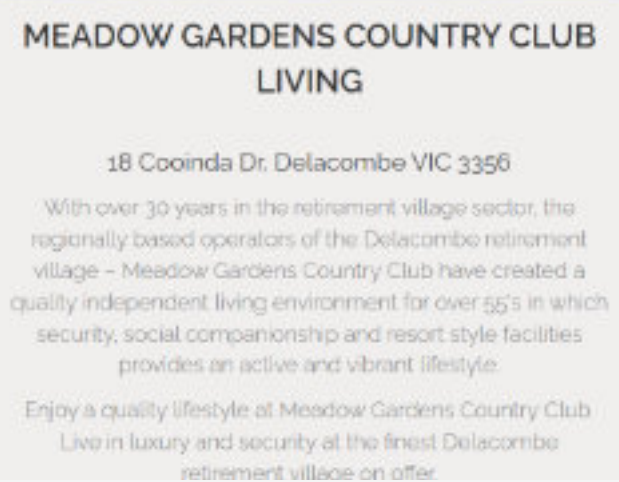 MEADOW GARDENS COUNTRY CLUB
LIVING
18 Cooinda Dr, Delacombe VIC 3356
With over 30 years in the retirement village sector, the
regionally based operators of the Delacombe retirement
village – Meadow Gardens Country Club have created a
quality independent living environment for over 55's in which
security, social companionship and resort style facilities
provides an active and vibrant lifestyle.
Enjoy a quality lifestyle at Meadow Gardens Country Club
Live in luxury and security at the finest Delacombe
retirement village on offer.